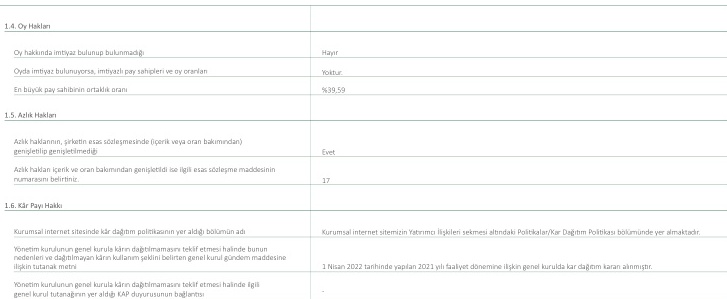 1.4. Oy Hakları
Oy hakkında imtiyaz bulunup bulunmadığı
Hayır
Oyda imtiyaz bulunuyorsa, imtiyazlı pay sahipleri ve oy oranları
Yoktur
En büyük pay sahibinin ortaklık oranı
%39,59
1.5. Azlık Hakları
Azlık haklarının, şirketin esas sözleşmesinde (içerik veya oran bakımından)
genişletilip genişletilmediği
Evet
Azlık hakları içerik ve oran bakımından genişletildi ise ilgili esas sözleşme maddesinin
numarasını belirtiniz.
17
1.6. Kâr Payı Hakkı
Kurumsal internet sitesinde kâr dağıtım politikasının yer aldığı bölümün adı
Kurumsal internet sitemizin Yatırımcı İlişkileri sekmesi altındaki Politikalar/Kar Dağıtım Politikası bölümünde yer almaktadır.
Yönetim kurulunun genel kurula kârın dağıtılmamasını teklif etmesi halinde bunun
nedenleri ve dağıtılmayan kârın kullanım şeklini belirten genel kurul gündem maddesine
ilişkin tutanak metni
1 Nisan 2022 tarihinde yapılan 2021 yılı faaliyet dönemine ilişkin genel kurulda kar dağıtım kararı alınmıştır.
Yönetim kurulunun genel kurula kârın dağıtılmamasını teklif etmesi halinde ilgili
genel kurul tutanağının yer aldığı KAP duyurusunun bağlantısı
-